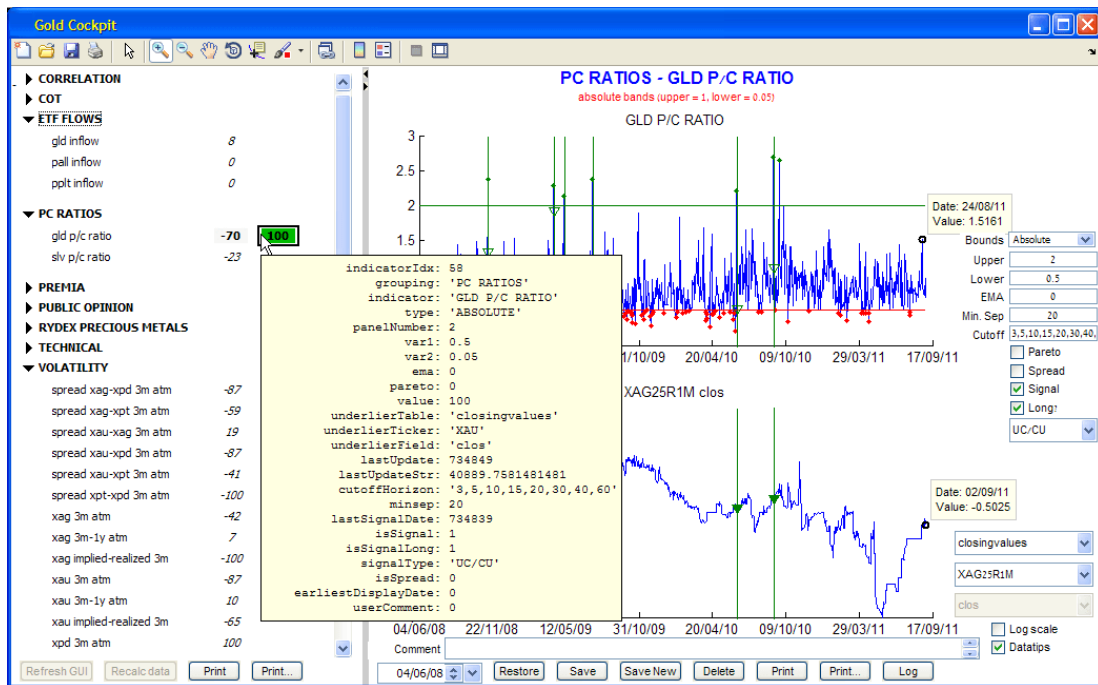 Gold Cockpit
CORRELATION
COT
ETF FLOWS
gld inflow 8
pall inflow 0
pplt inflow 0
PC RATIOS
gld p/c ratio -70 100
slv p/c ratio -23
PREMIA
PUBLIC OPINION
RYDEX PRECIOUS METALS
TECHNICAL
VOLATILITY
spread xag-xpd 3m atm -87
spread xag-xpt 3m atm -59
spread xau-xag 3m atm 19
spread xau-xpd 3m atm -87
spread xau-xpt 3m atm -41
spread xpt-xpd 3m atm -100
xag 3m atm -42
xag 3m-1y atm 7
xag implied-realized 3m -100
xau 3m atm -87
xau 3m-1y atm 10
xau implied-realized 3m -65
xpd 3m atm 100
Refresh GUI Recalc data Print Print...
indicatorIdx: 58
grouping: 'PC RATIOS'
indicator: 'GLD P/C RATIO'
type: 'ABSOLUTE'
panelNumber: 2
var1: 0.5
var2: 0.05
ema: 0
pareto: 0
value: 100
underlierTable: 'closingvalues'
underlierTicker: 'XAU'
underlierField: 'clos'
lastUpdate: 734849
lastUpdateStr: 40889.7581481481
cutoffHorizon: '3,5,10,15,20,30,40,60'
minsep: 20
lastSignalDate: 734839
isSignal: 1
isSignalLong: 1
signalType: 'UC/CU'
isSpread: 0
earliestDisplayDate: 0
userComment: 0
PC RATIOS - GLD P/C RATIO
absolute bands (upper = 1, lower = 0.05)
GLD P/C RATIO
3
2.5
2
1.5
Date: 24/08/11
Value: 1.5161
1/10/09 20/04/10 09/10/10 29/03/11 17/09/11
Bounds Absolute
Upper 2
Lower 0.5
EMA 0
Min. Sep 20
Cutoff 3,5,10,15,20,30,40,
Pareto
Spread
Signal
Long?
UC/CU
XAG25R1M clos
Date: 02/09/11
Value: -0.5025
closingvalues
XAG25R1M
clos
04/06/08 22/11/08 12/05/09 31/10/09 20/04/10 09/10/10 29/03/11 17/09/11
Log scale
Datatips
Comment
04/06/08 Restore Save Save New Delete Print Print... Log